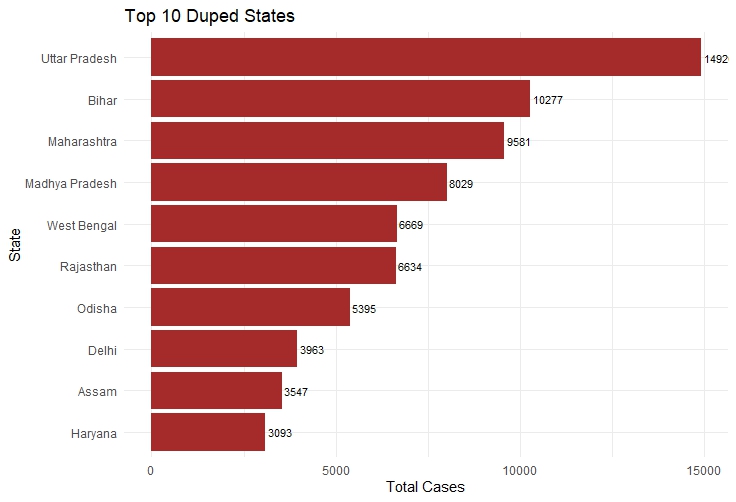 Top 10 Duped States
Uttar Pradesh
Bihar 10277
Maharashtra 9581
Madhya Pradesh 8029
West Bengal 6669
Rajasthan 6634
Odisha 5395
Delhi 3963
Assam 3547
Haryana 3093
State
0 5000 10000 15000
Total Cases